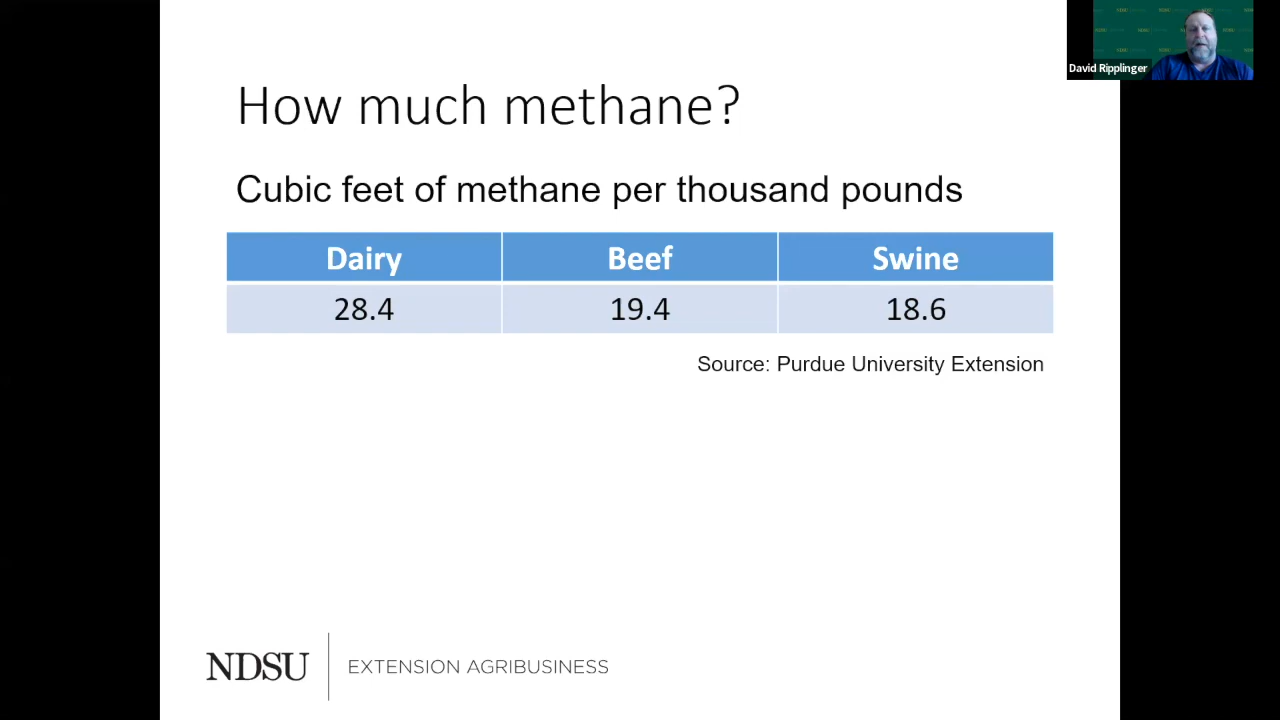 David Ripplinger
How much methane?
Cubic feet of methane per thousand pounds
Dairy Beef Swine
28.4 19.4 18.6
Source: Purdue University Extension
NDSU EXTENSION AGRIBUSINESS